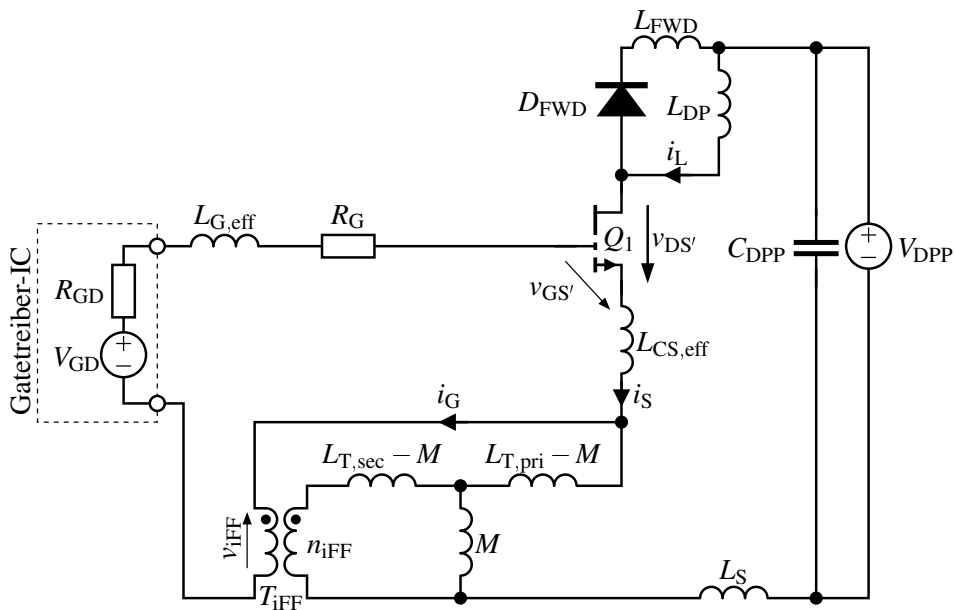 L_FWD
D_FWD
L_DP
i_L
L_G,eff
R_G
Q_1
v_DS′
C_DPP
V_DPP
Gatetreiber-IC
R_GD
v_GS′
+
−
V_GD
+
−
L_CS,eff
i_G
i_S
L_T,sec − M
L_T,pri − M
v_iFF
n_iFF
M
T_iFF
L_S
+
−